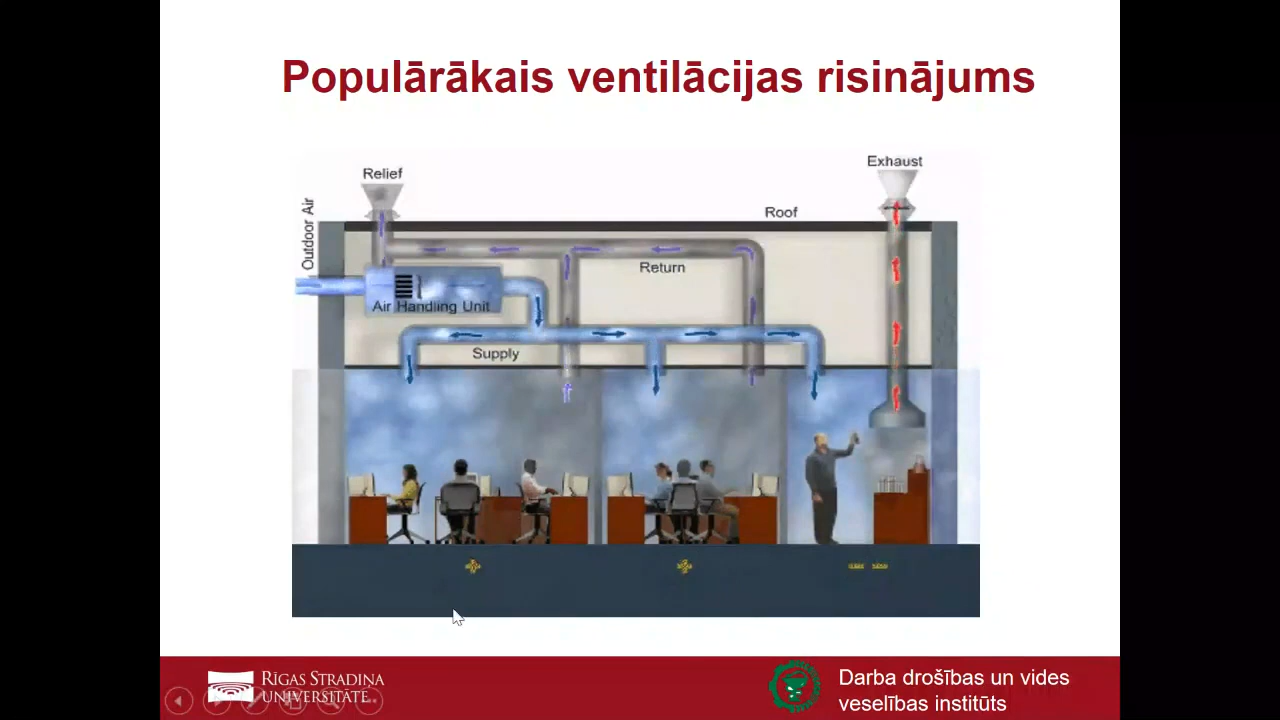 Populārākais ventilācijas risinājums
Relief
Exhaust
Outdoor Air
Roof
Return
Air Handling Unit
Supply
RĪGAS STRADIŅA
UNIVERSITĀTE
Darba drošības un vides
veselības institūts